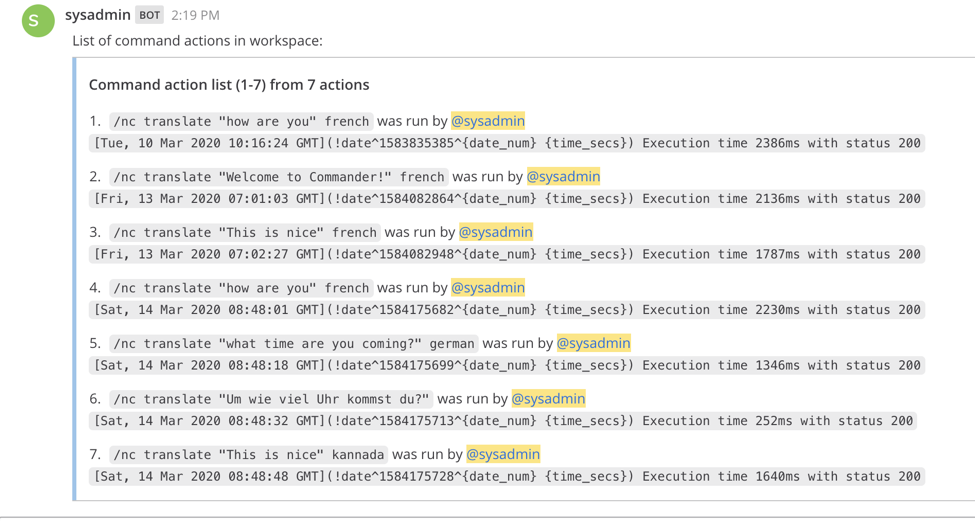 S
sysadmin BOT 2:19 PM
List of command actions in workspace:
Command action list (1-7) from 7 actions
1. /nc translate "how are you" french was run by @sysadmin
[Tue, 10 Mar 2020 10:16:24 GMT](!date^1583835385^{date_num} {time_secs}) Execution time 2386ms with status 200
2. /nc translate "Welcome to Commander!" french was run by @sysadmin
[Fri, 13 Mar 2020 07:01:03 GMT](!date^1584082864^{date_num} {time_secs}) Execution time 2136ms with status 200
3. /nc translate "This is nice" french was run by @sysadmin
[Fri, 13 Mar 2020 07:02:27 GMT](!date^1584082948^{date_num} {time_secs}) Execution time 1787ms with status 200
4. /nc translate "how are you" french was run by @sysadmin
[Sat, 14 Mar 2020 08:48:01 GMT](!date^1584175682^{date_num} {time_secs}) Execution time 2230ms with status 200
5. /nc translate "what time are you coming?" german was run by @sysadmin
[Sat, 14 Mar 2020 08:48:18 GMT](!date^1584175699^{date_num} {time_secs}) Execution time 1346ms with status 200
6. /nc translate "Um wie viel Uhr kommst du?" was run by @sysadmin
[Sat, 14 Mar 2020 08:48:32 GMT](!date^1584175713^{date_num} {time_secs}) Execution time 252ms with status 200
7. /nc translate "This is nice" kannada was run by @sysadmin
[Sat, 14 Mar 2020 08:48:48 GMT](!date^1584175728^{date_num} {time_secs}) Execution time 1640ms with status 200